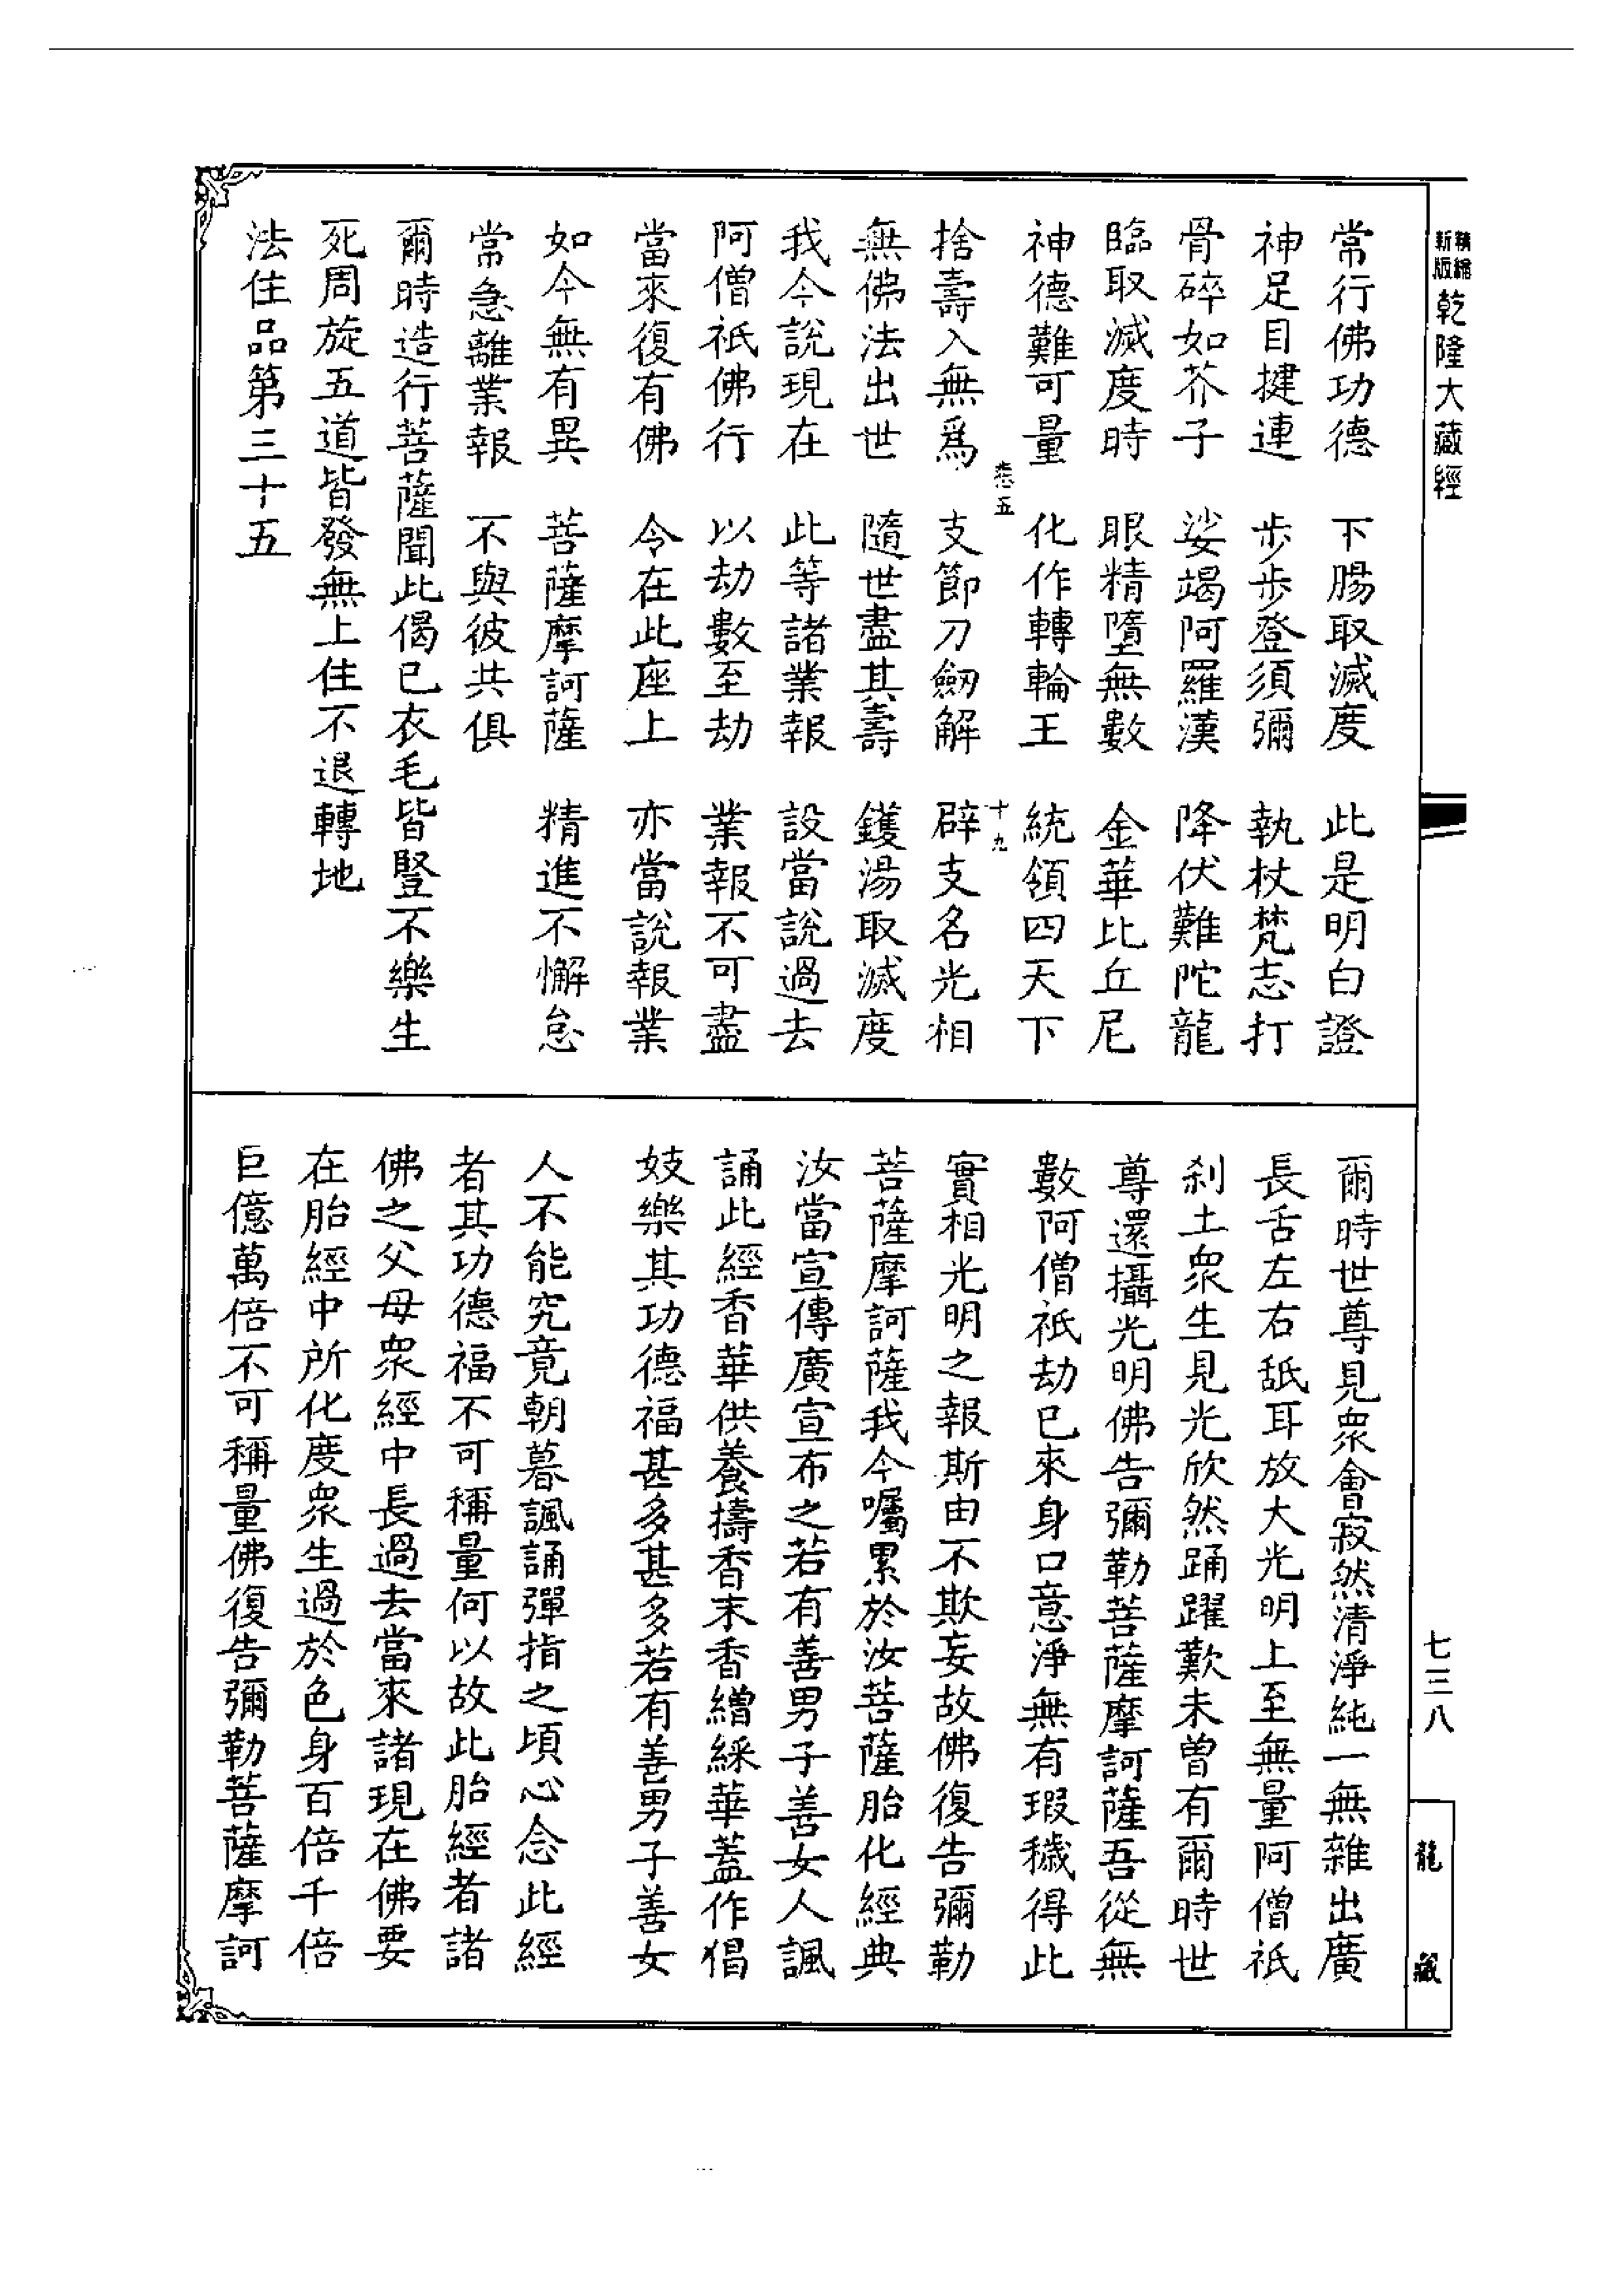 乾隆大藏經
常行佛功德　下腸取滅度　此是明白證
神足目揵連　步步登須彌　執杖梵志打
骨碎如芥子　娑竭阿羅漢　降伏難陀龍
臨取滅度時　眼精墮無數　金華比丘尼
神德難可量　化作轉輪王　統領四天下
十九
捨壽入無爲　支節刀劒解　辟支名光相
無佛法出世　隨世盡其壽　鑊湯取滅度
我今說現在　此等諸業報　設當說過去
阿僧祇佛行　以劫數至劫　業報不可盡
當來復有佛　令在此座上　亦當說報業
如今無有異　菩薩摩訶薩　精進不懈怠
常急離業報　不與彼共俱
爾時造行菩薩聞此偈已衣毛皆豎不樂生
死周旋五道皆發無上住不退轉地
法住品第三十五
爾時世尊見眾會寂然清淨純一無雜出廣
長舌左右舐耳放大光明上至無量阿僧祇
刹土眾生見光欣然踊躍歎未曾有爾時世
尊還攝光明佛告彌勒菩薩摩訶薩吾從無
數阿僧祇劫已來身口意淨無有瑕穢得此
實相光明之報斯由不欺妄故佛復告彌勒
菩薩摩訶薩我今囑累於汝菩薩胎化經典
汝當宣傳廣宣布之若有善男子善女人諷
誦此經香華供養擣香末香繒綵華蓋作倡
妓樂其功德福甚多甚多若有善男子善女
人不能究竟朝暮諷誦彈指之頃心念此經
者其功德福不可稱量何以故此胎經者諸
佛之父母眾經中長過去當來諸現在佛要
在胎經中所化度眾生過於色身百倍千倍
巨億萬倍不可稱量佛復告彌勒菩薩摩訶
七三八
龍藏